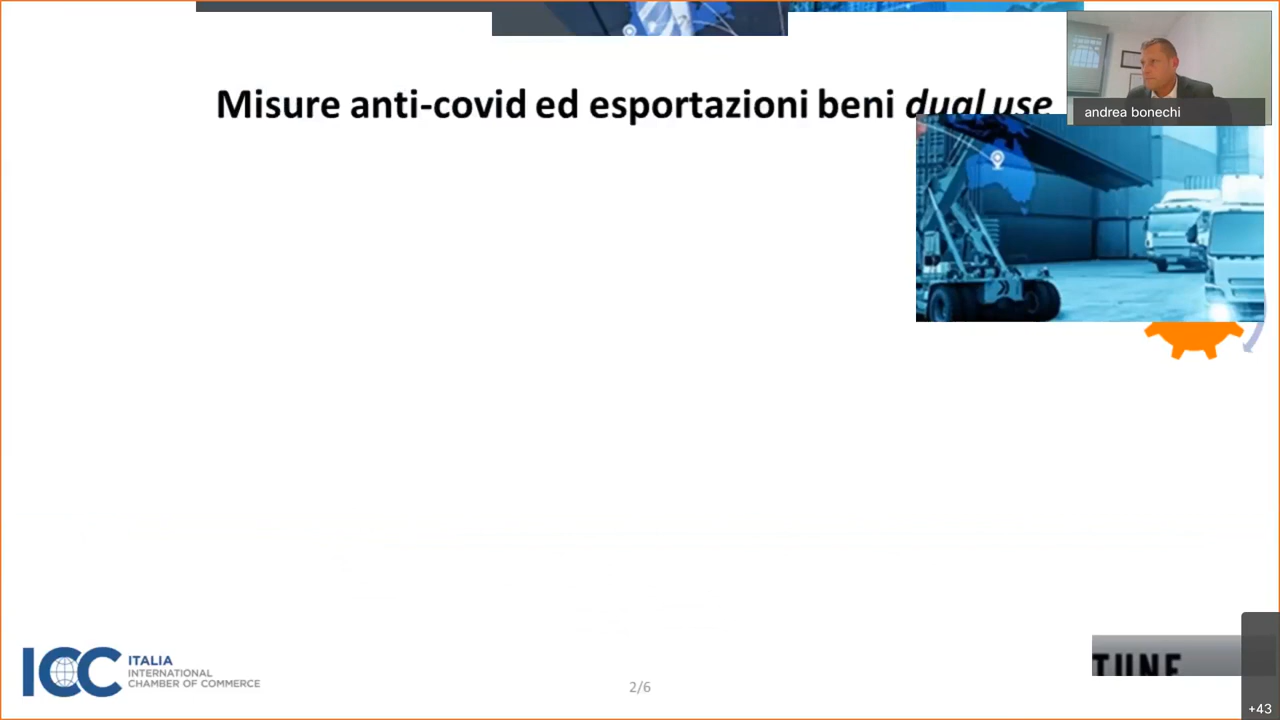 Misure anti-covid ed esportazioni beni dual use
andrea bonechi
ICC ITALIA
INTERNATIONAL
CHAMBER OF COMMERCE
2/6
TUNE
+43